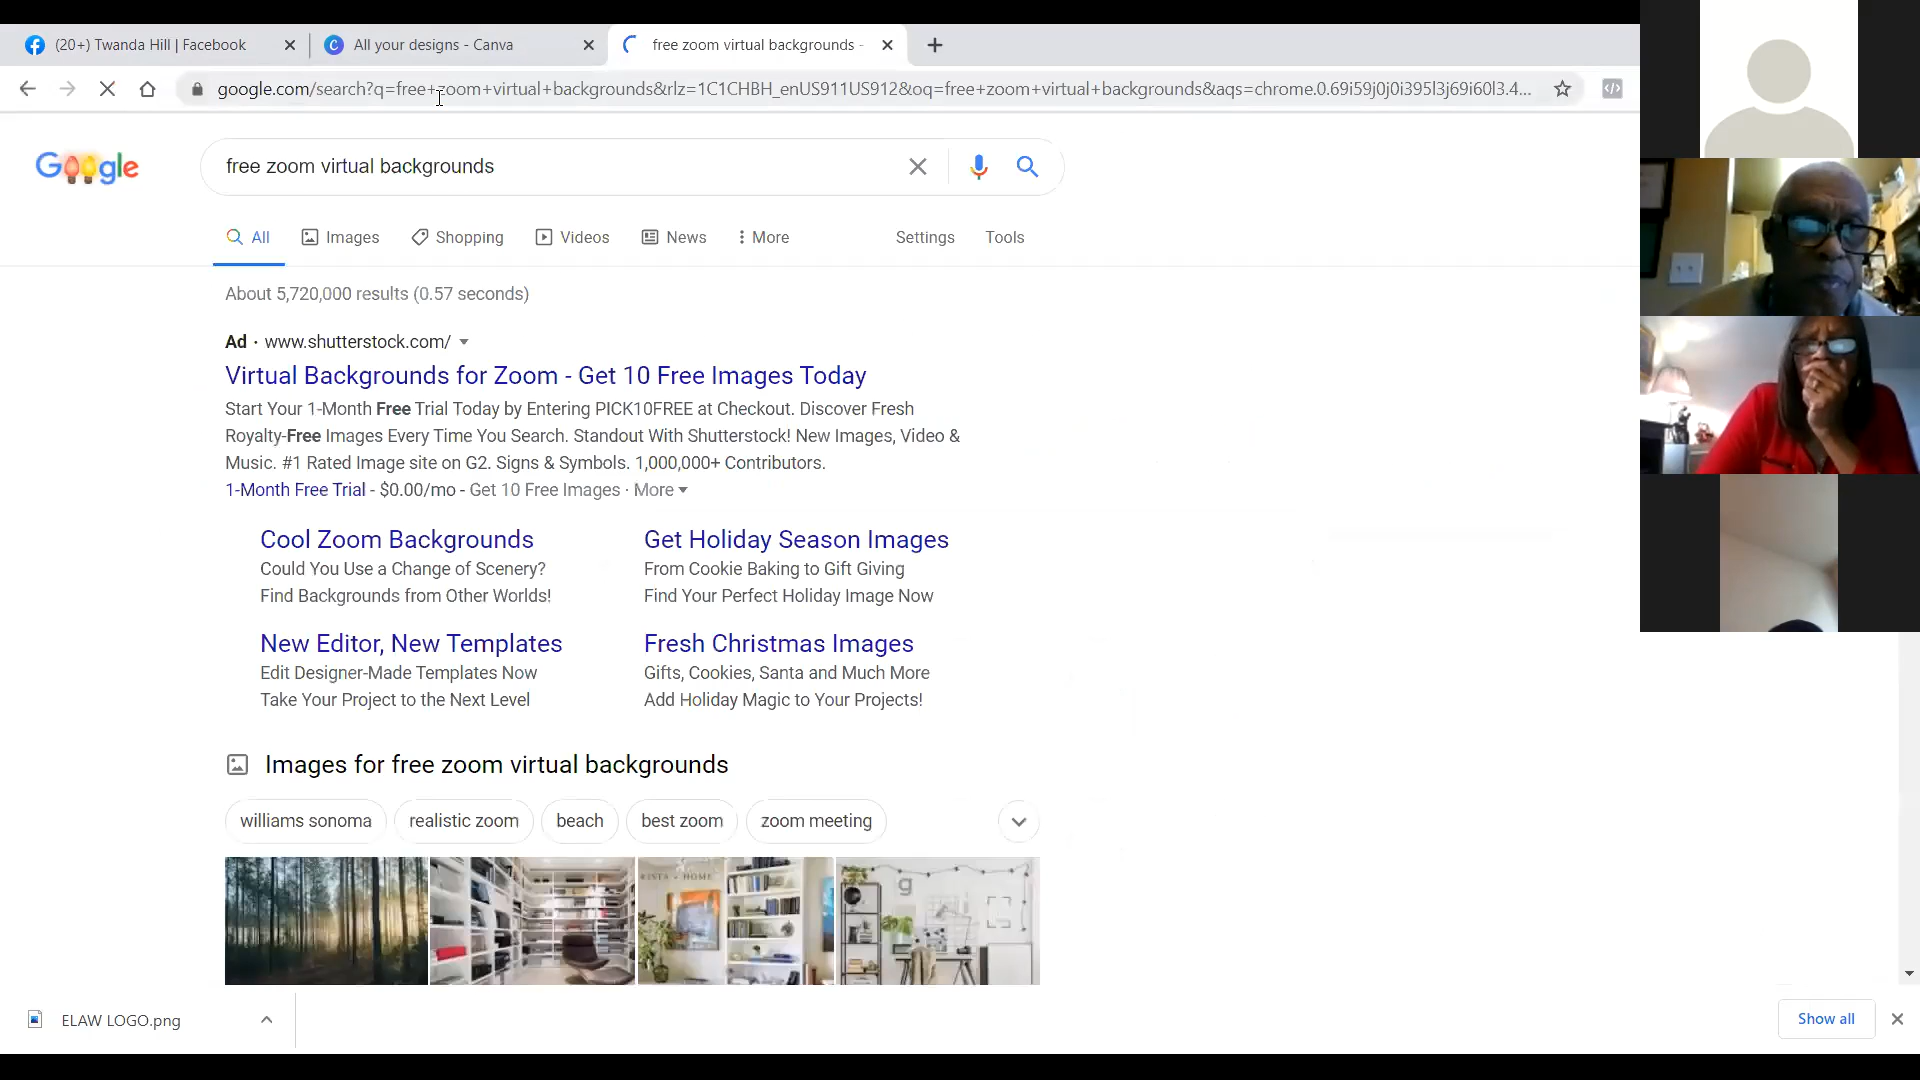 (20+) Twanda Hill | Facebook
All your designs - Canva
free zoom virtual backgrounds -
google.com/search?q=free+zoom+virtual+backgrounds&rlz=1C1CHBH_enUS911US912&oq=free+zoom+virtual+backgrounds&aqs=chrome.0.69i59j0j0i395l3j69i60l3.4...
Google
free zoom virtual backgrounds
All
Images
Shopping
Videos
News
More
Settings
Tools
About 5,720,000 results (0.57 seconds)
Ad · www.shutterstock.com/
Virtual Backgrounds for Zoom - Get 10 Free Images Today
Start Your 1-Month Free Trial Today by Entering PICK10FREE at Checkout. Discover Fresh
Royalty-Free Images Every Time You Search. Standout With Shutterstock! New Images, Video &
Music. #1 Rated Image site on G2. Signs & Symbols. 1,000,000+ Contributors.
1-Month Free Trial - $0.00/mo - Get 10 Free Images · More
Cool Zoom Backgrounds
Could You Use a Change of Scenery?
Find Backgrounds from Other Worlds!
Get Holiday Season Images
From Cookie Baking to Gift Giving
Find Your Perfect Holiday Image Now
New Editor, New Templates
Edit Designer-Made Templates Now
Take Your Project to the Next Level
Fresh Christmas Images
Gifts, Cookies, Santa and Much More
Add Holiday Magic to Your Projects!
Images for free zoom virtual backgrounds
williams sonoma
realistic zoom
beach
best zoom
zoom meeting
g
ELAW LOGO.png
Show all